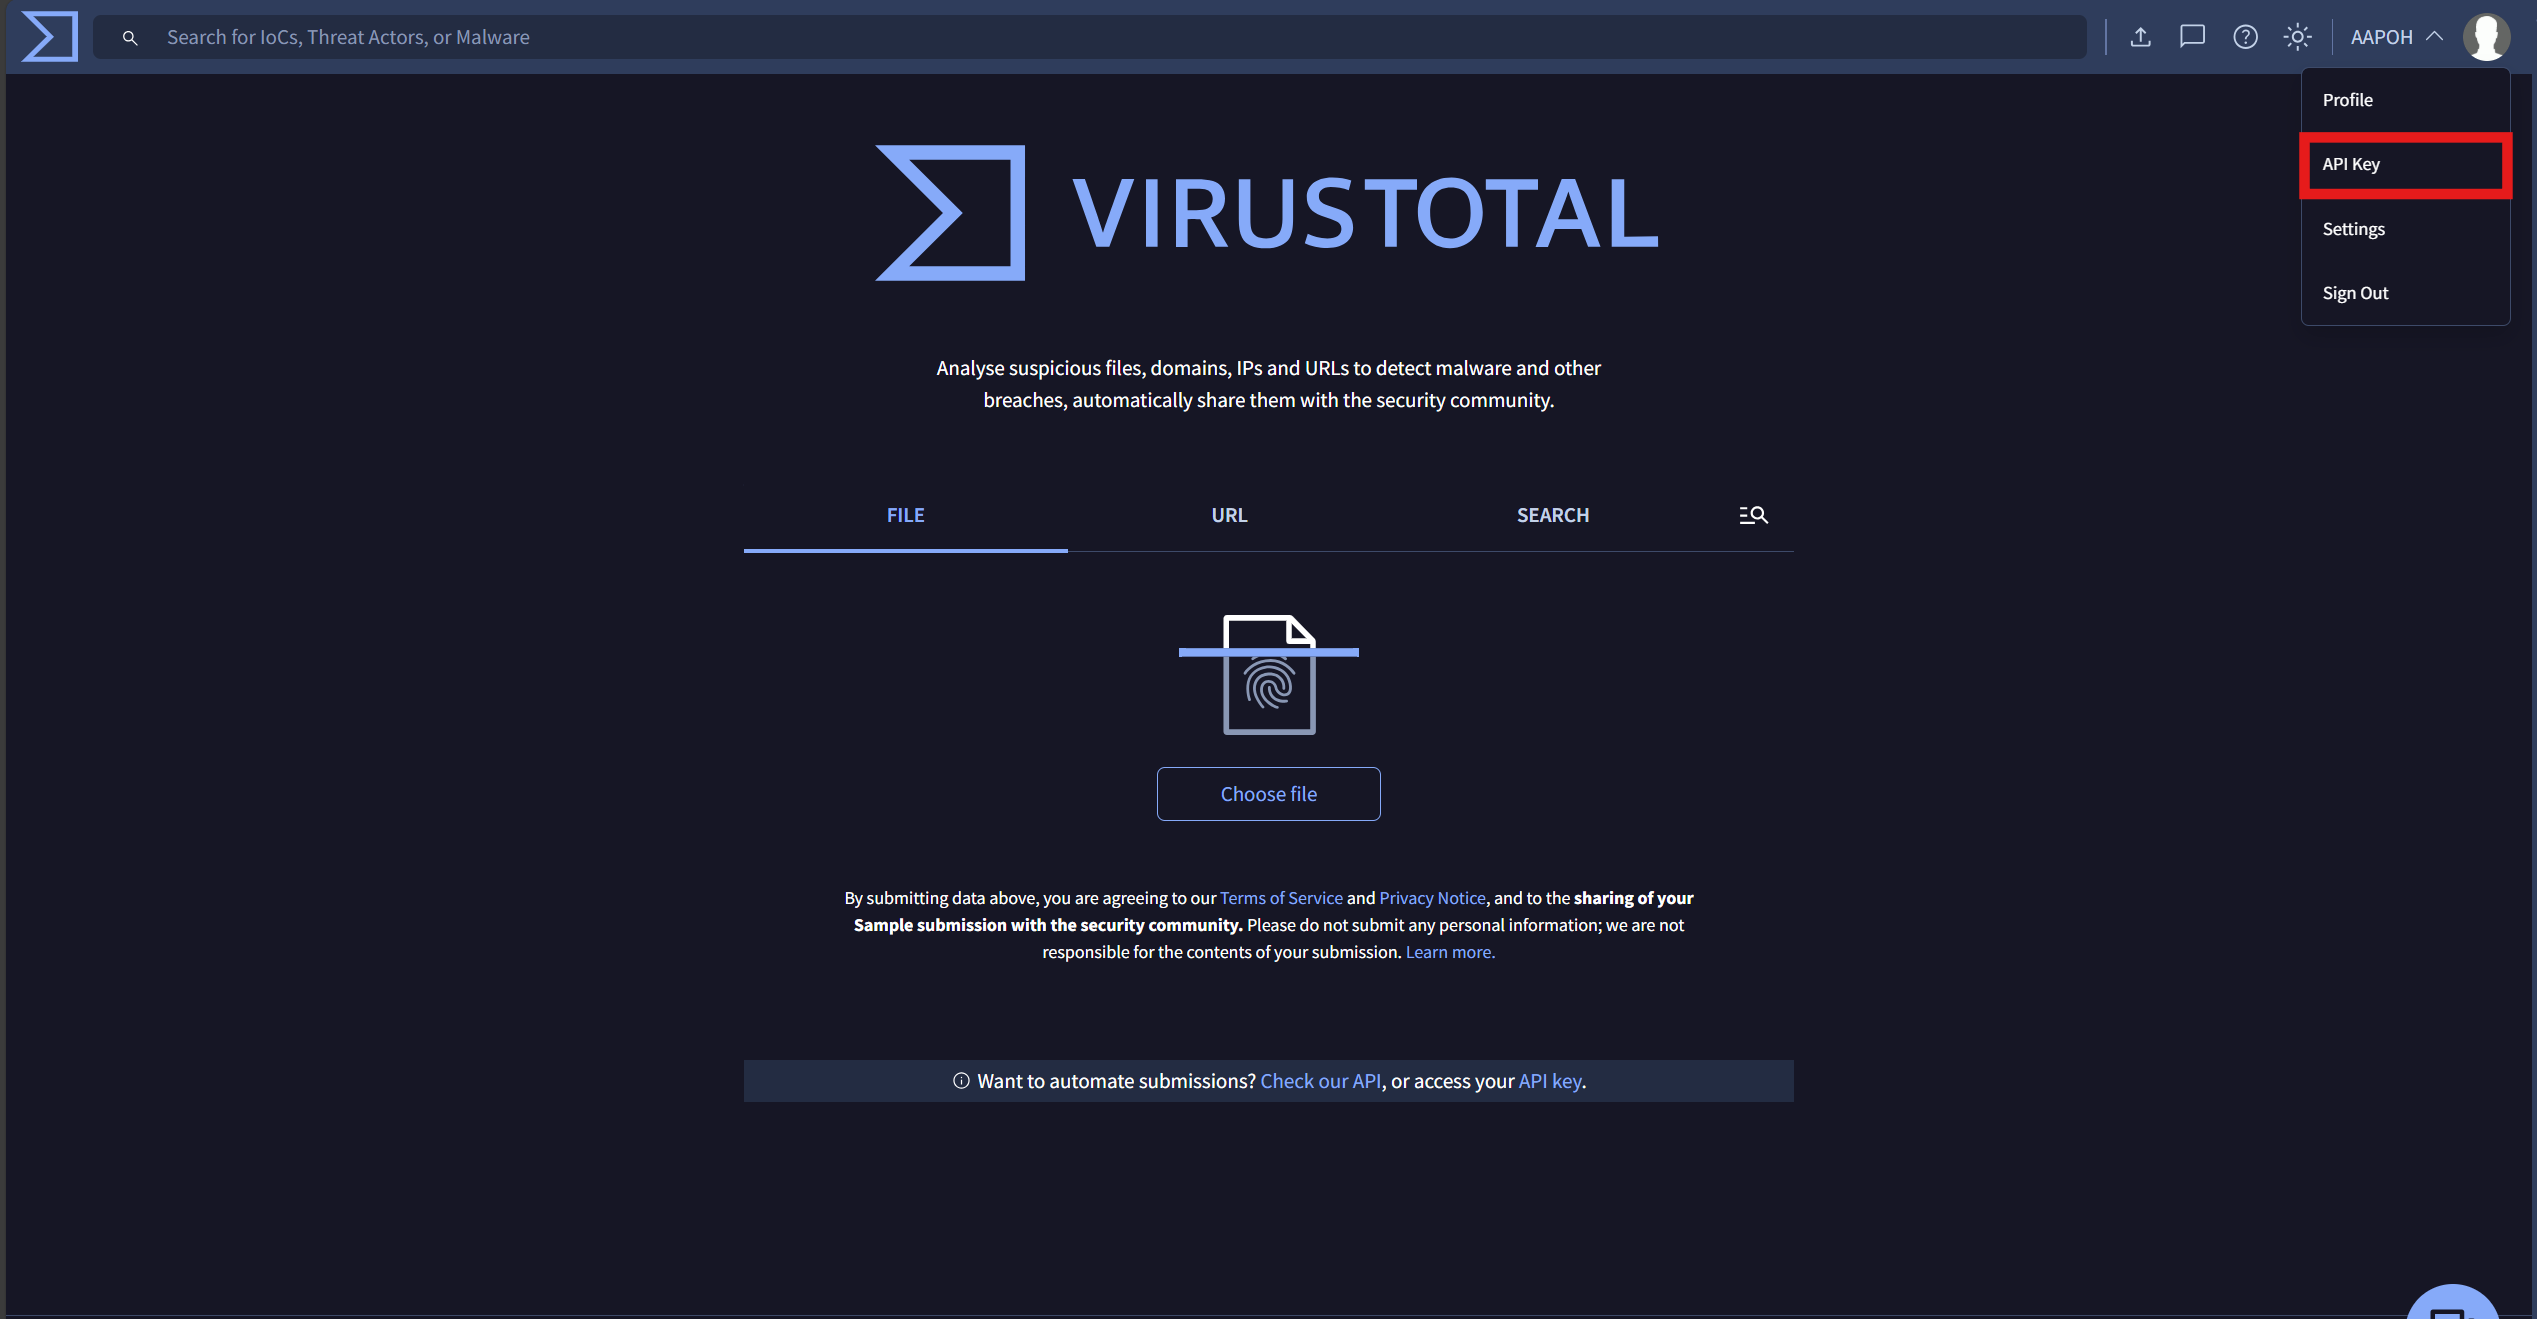 Search for IoCs, Threat Actors, or Malware
AAPOH
Profile
API Key
Settings
Sign Out
VIRUSTOTAL
Analyse suspicious files, domains, IPs and URLs to detect malware and other
breaches, automatically share them with the security community.
FILE
URL
SEARCH
Choose file
By submitting data above, you are agreeing to our Terms of Service and Privacy Notice, and to the sharing of your
Sample submission with the security community. Please do not submit any personal information; we are not
responsible for the contents of your submission. Learn more.
Want to automate submissions? Check our API, or access your API key.